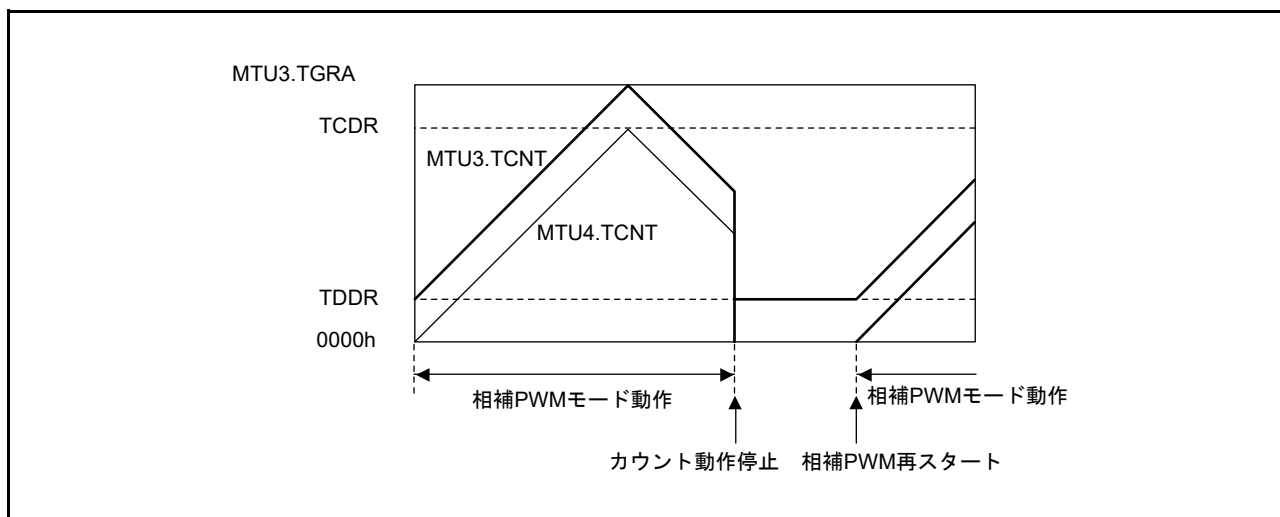 MTU3.TGRA
TCDR
MTU3.TCNT
MTU4.TCNT
TDDR
0000h
相補PWMモード動作
相補PWMモード動作
カウント動作停止
相補PWM再スタート